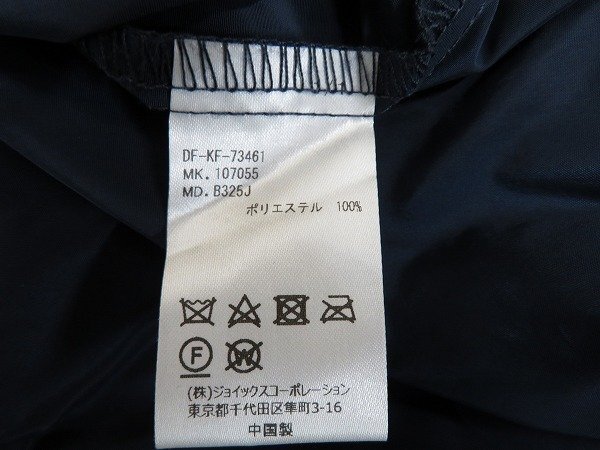 DF-KF-73461
MK. 107055
MD. B325J
ポリエステル 100%
F
W
(株)ジョイックスコーポレーション
東京都千代田区隼町3-16
中国製